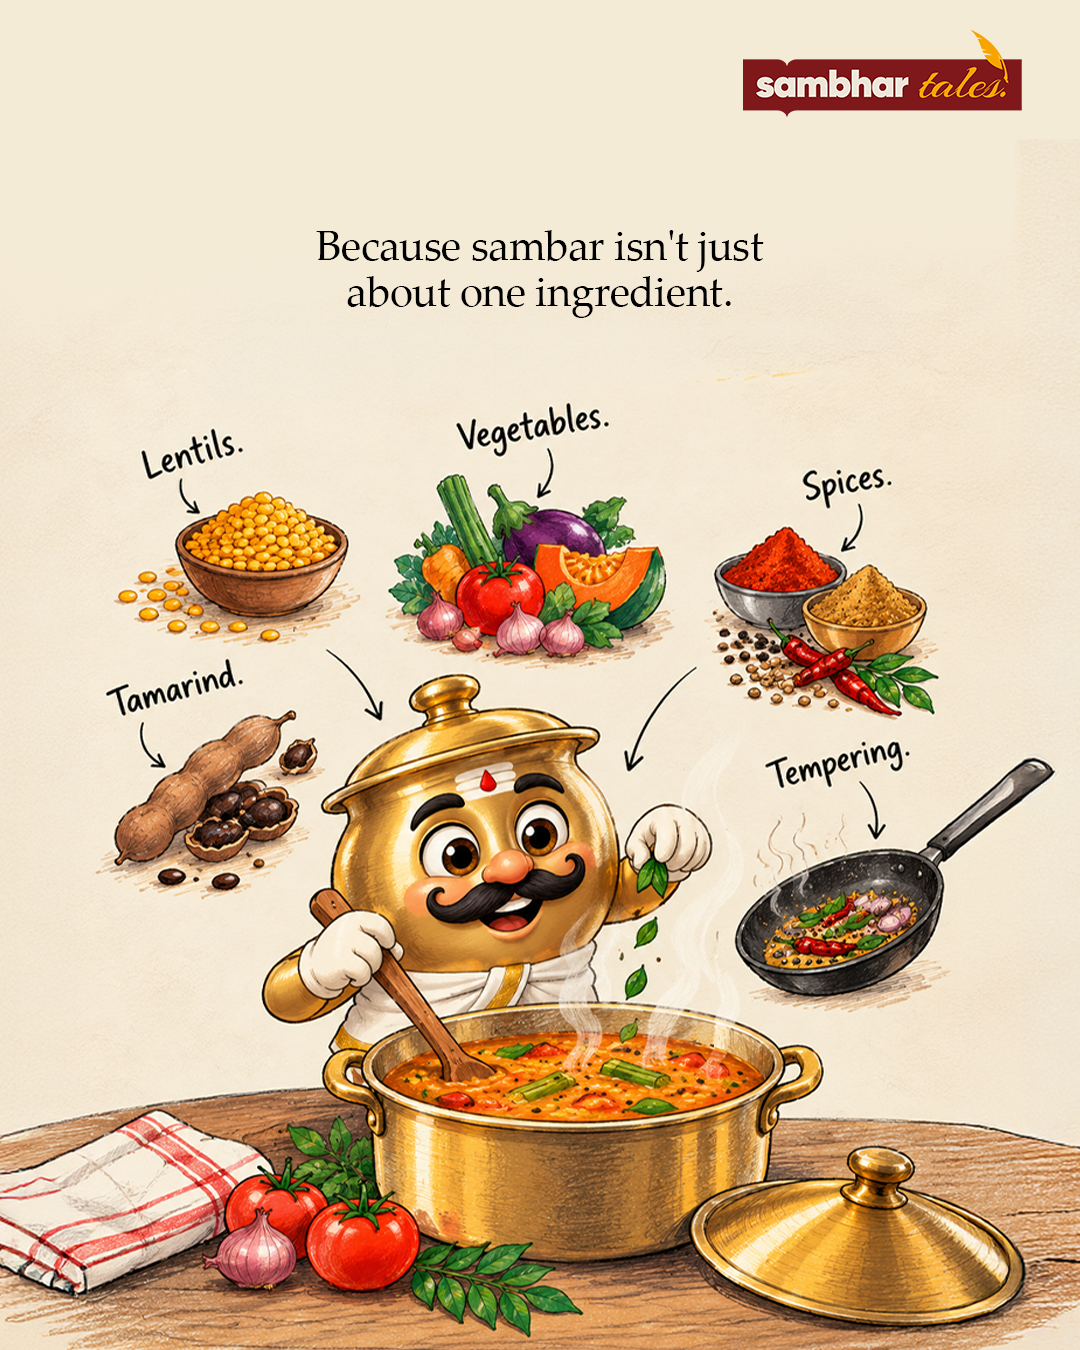 sambhar tales.
Because sambar isn't just
about one ingredient.
Lentils.
Vegetables.
Spices.
Tamarind.
Tempering.